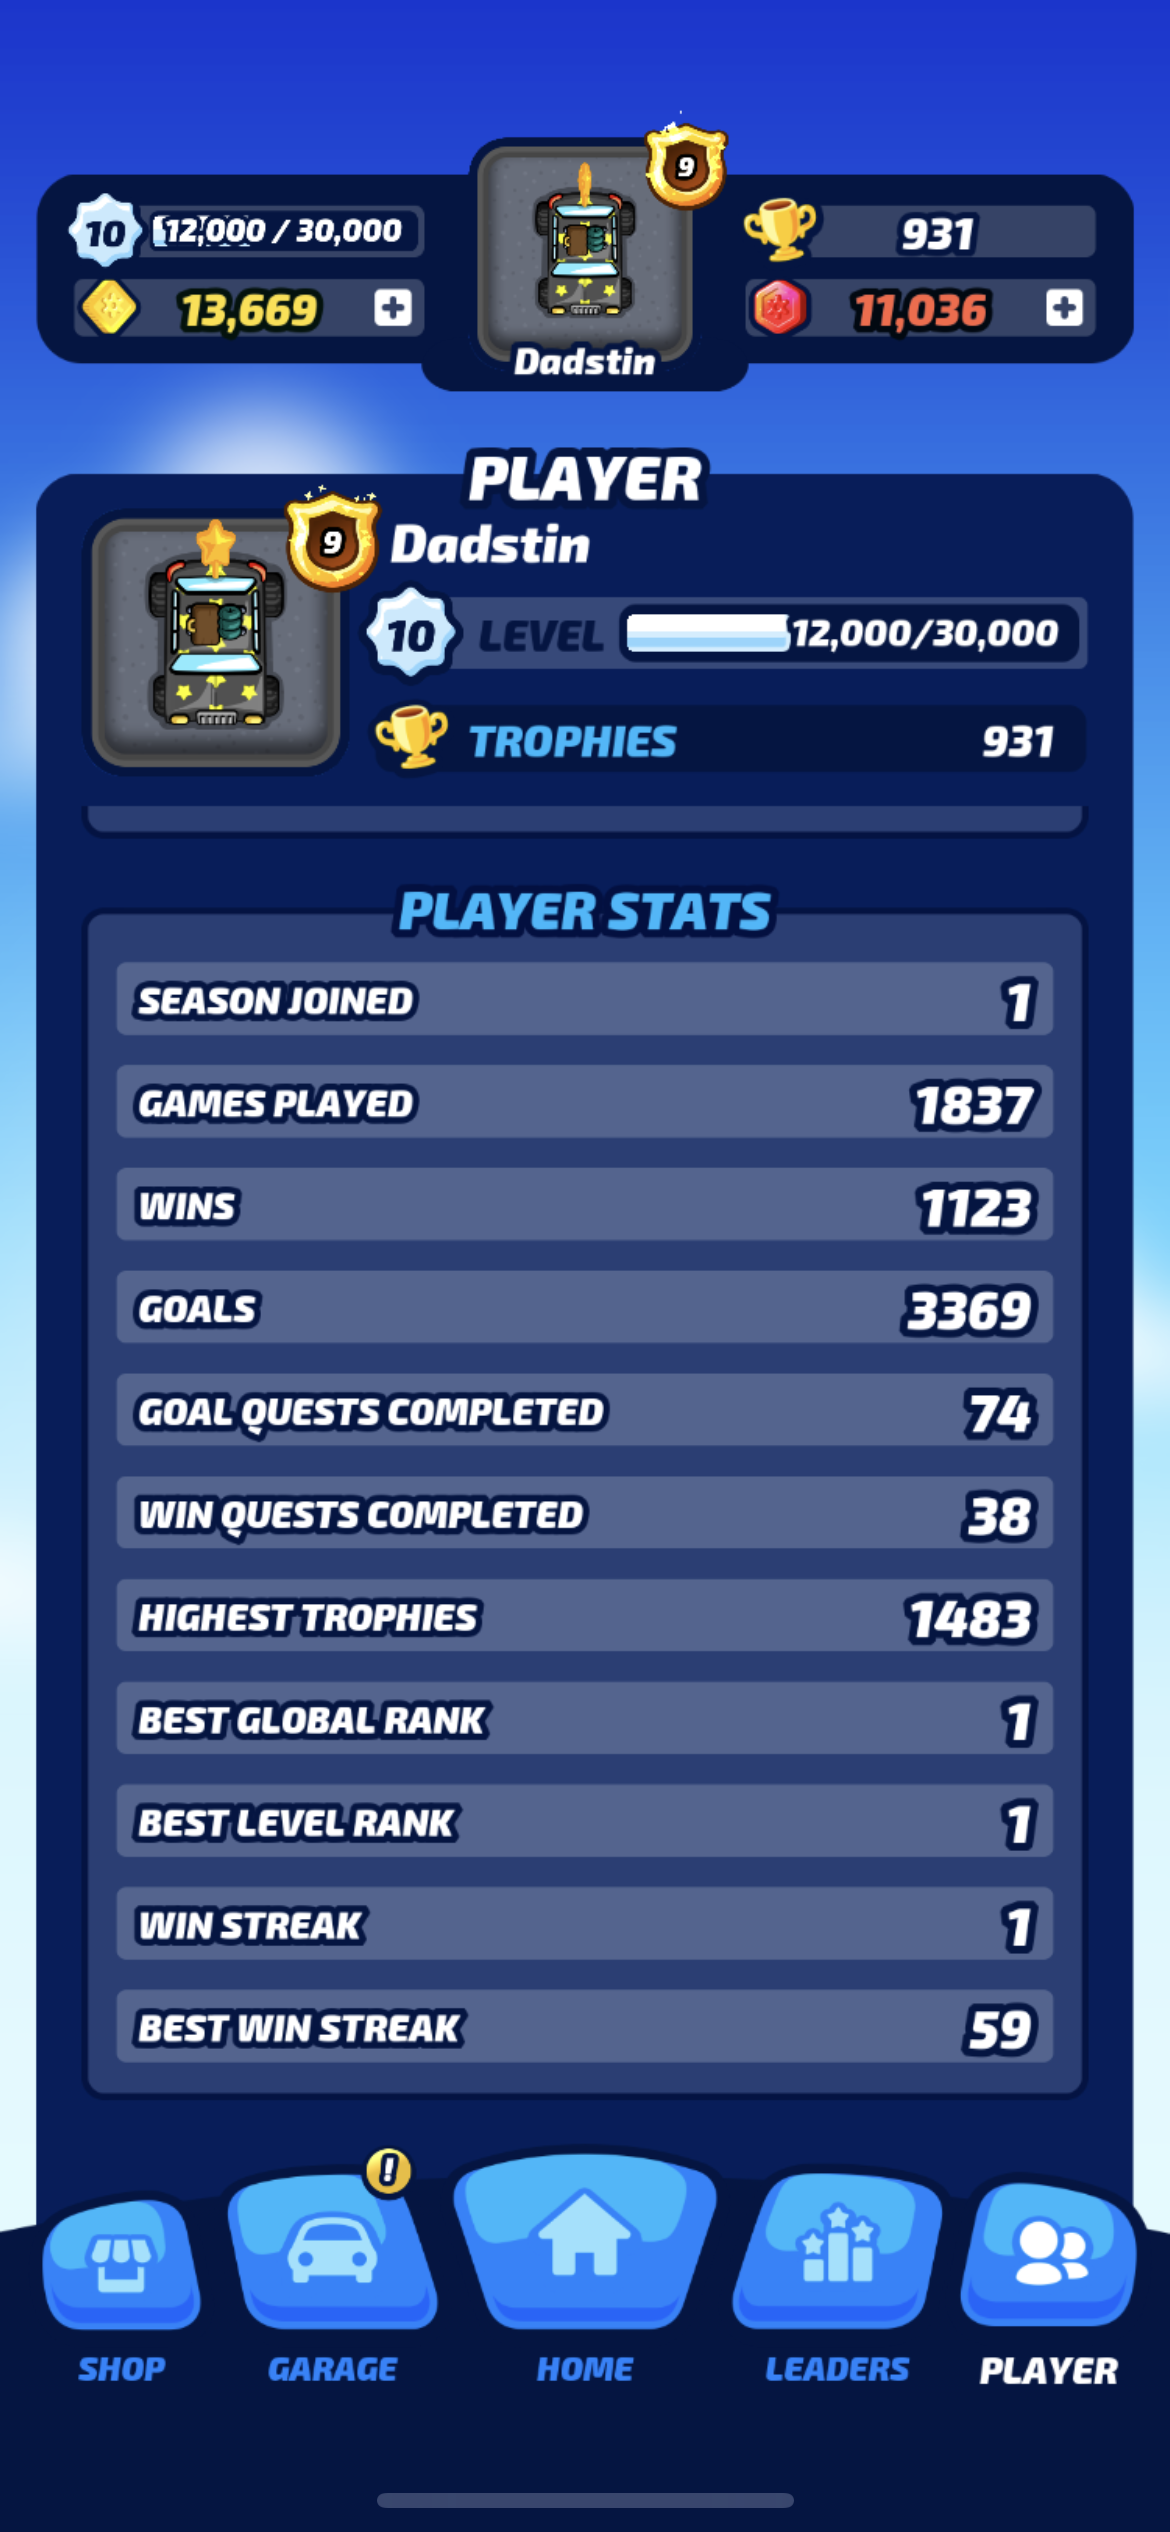 9
10
12,000 / 30,000
931
13,669
11,036
Dadstin
PLAYER
9
Dadstin
10 LEVEL 12,000/30,000
TROPHIES 931
PLAYER STATS
SEASON JOINED 1
GAMES PLAYED 1837
WINS 1123
GOALS 3369
GOAL QUESTS COMPLETED 74
WIN QUESTS COMPLETED 38
HIGHEST TROPHIES 1483
BEST GLOBAL RANK 1
BEST LEVEL RANK 1
WIN STREAK 1
BEST WIN STREAK 59
!
SHOP GARAGE HOME LEADERS PLAYER